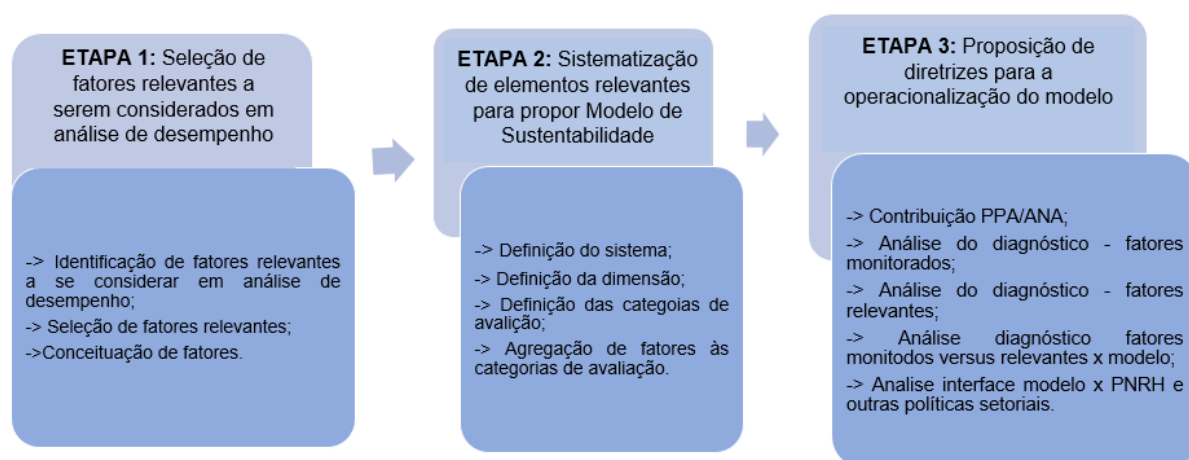 ETAPA 1: Seleção de
fatores relevantes a
serem considerados em
análise de desempenho
-> Identificação de fatores relevantes
a se considerar em análise de
desempenho;
-> Seleção de fatores relevantes;
->Conceituação de fatores.
ETAPA 2: Sistematização
de elementos relevantes
para propor Modelo de
Sustentabilidade
-> Definição do sistema;
-> Definição da dimensão;
-> Definição das categoias de
avalição;
-> Agregação de fatores às
categorias de avaliação.
ETAPA 3: Proposição de
diretrizes para a
operacionalização do modelo
-> Contribuição PPA/ANA;
-> Análise do diagnóstico - fatores
monitorados;
-> Análise do diagnóstico - fatores
relevantes;
-> Análise diagnóstico fatores
monitodos versus relevantes x modelo;
-> Analise interface modelo x PNRH e
outras políticas setoriais.